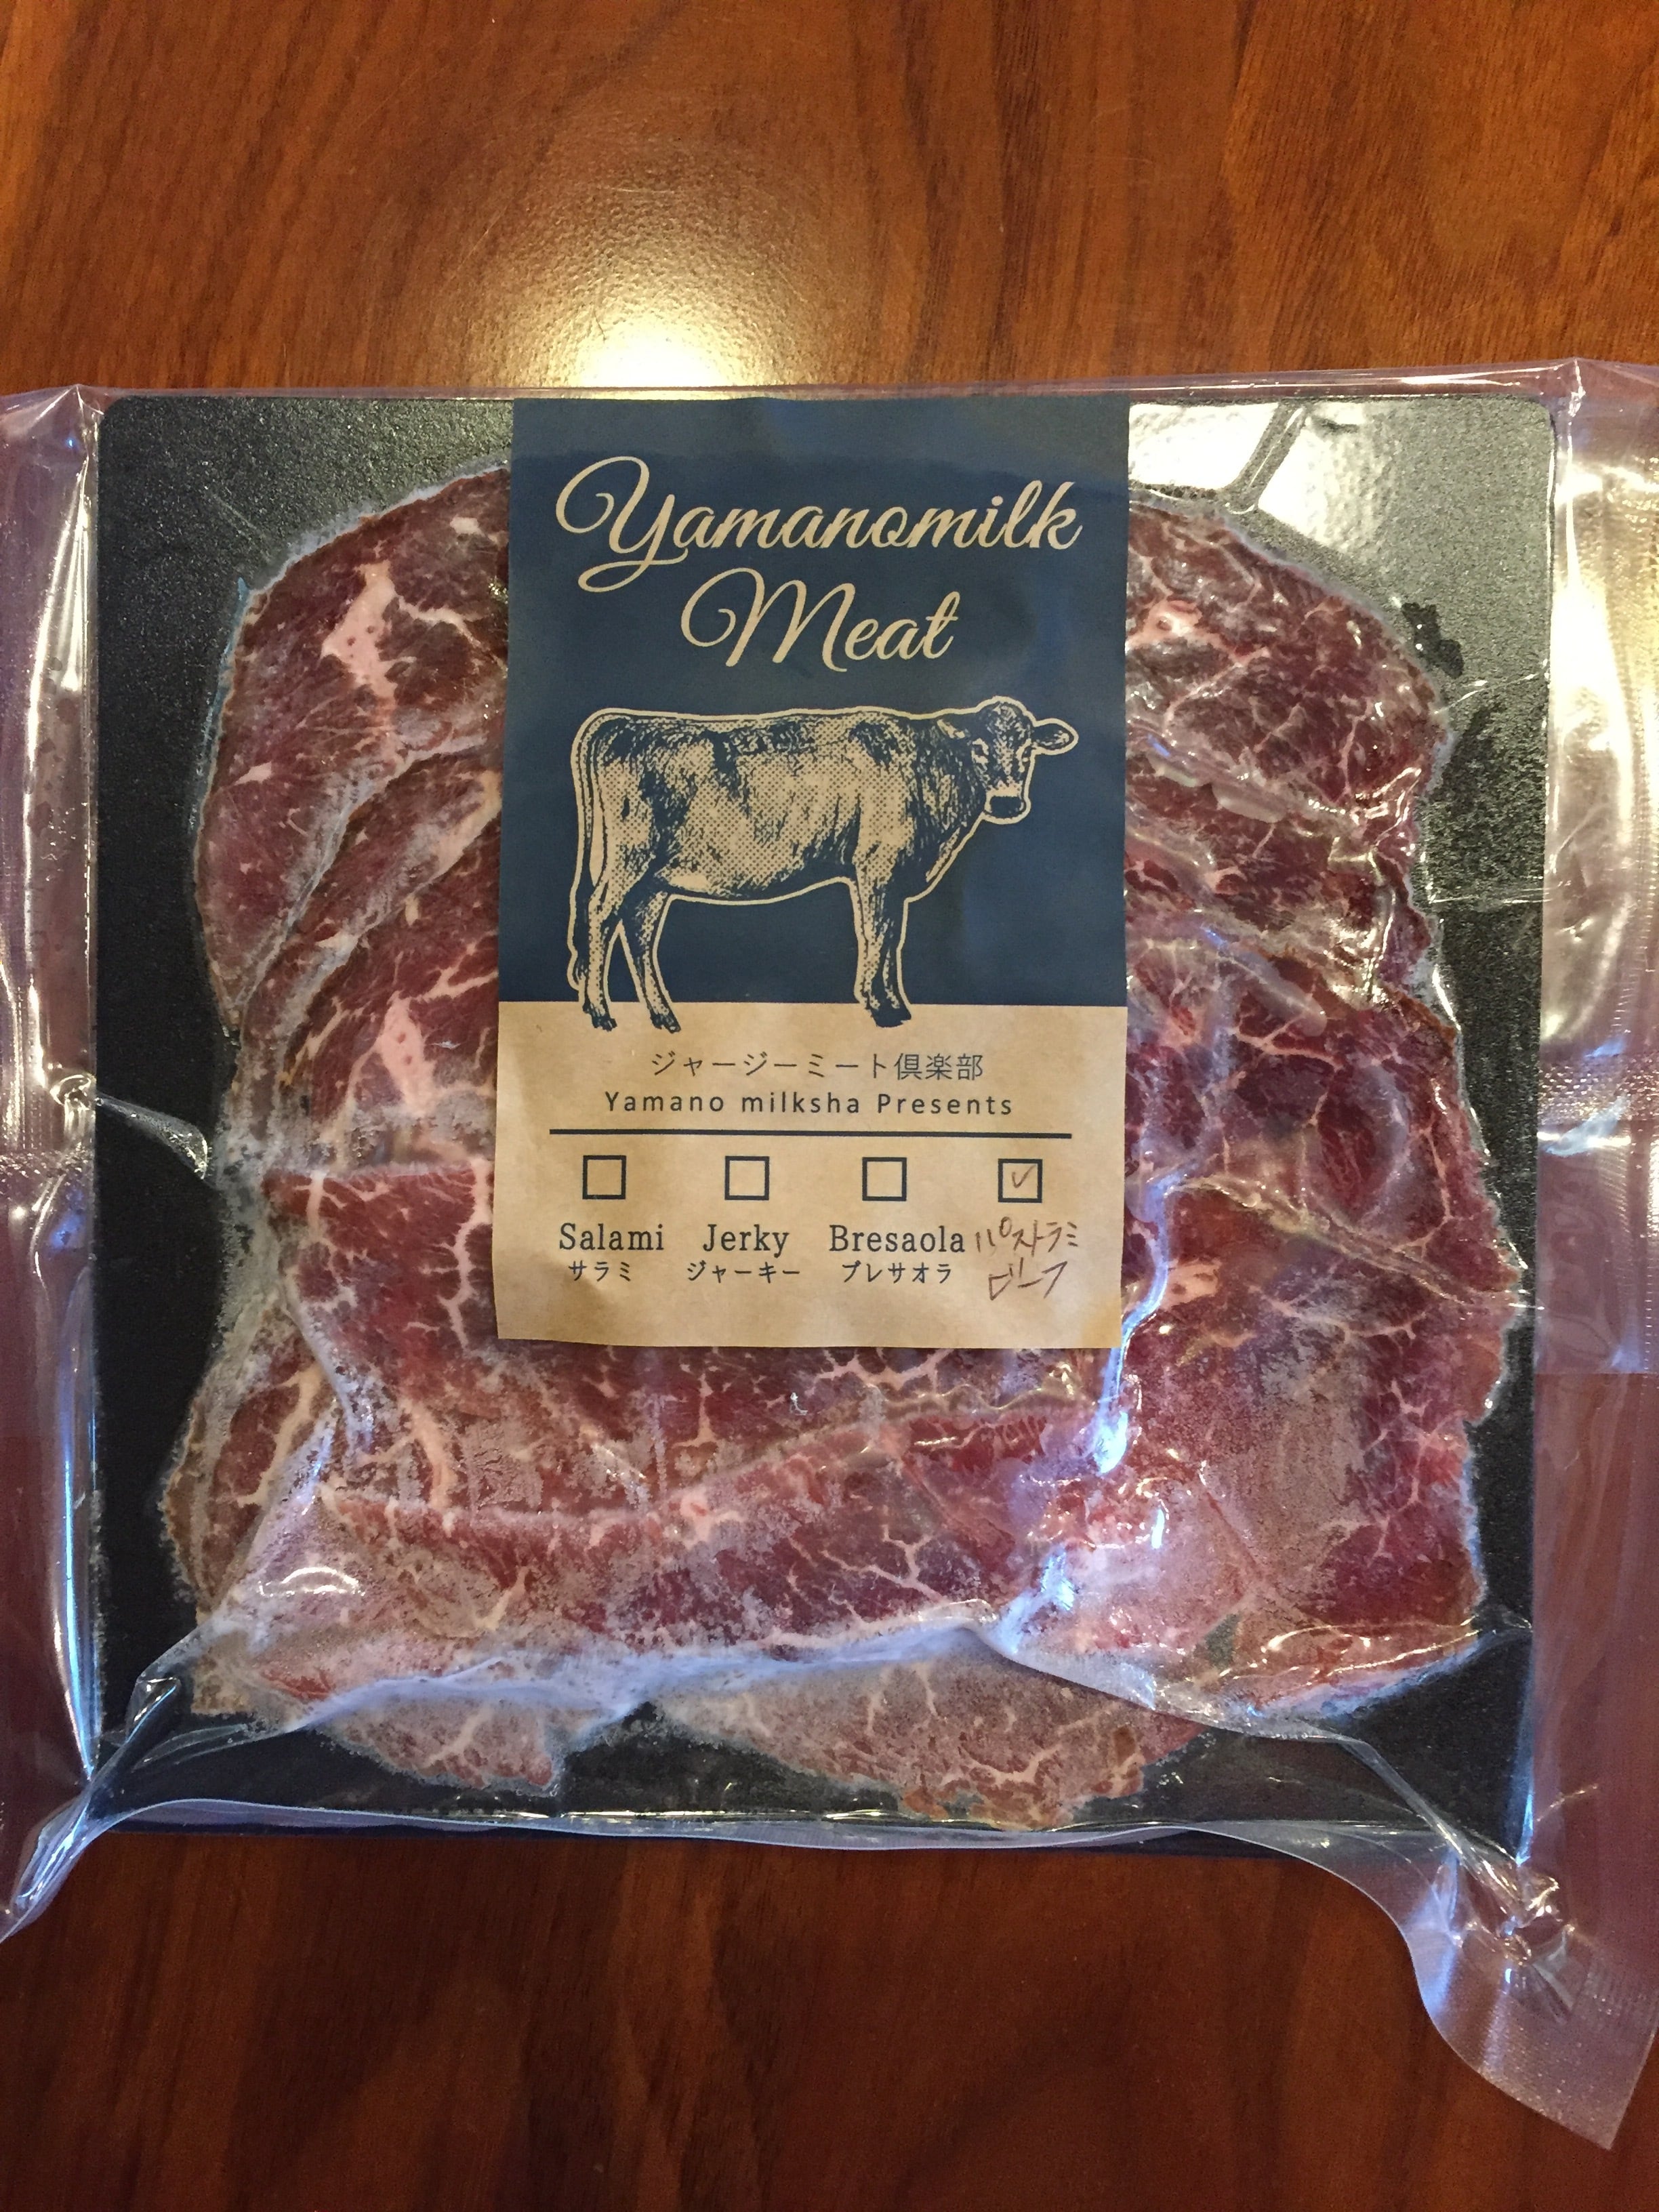 Yamanomilk
Meat
ジャージーミート倶楽部
Yamano milksha Presents
Salami Jerky Bresaola パストラミ
サラミ ジャーキー ブレサオラ ビーフ